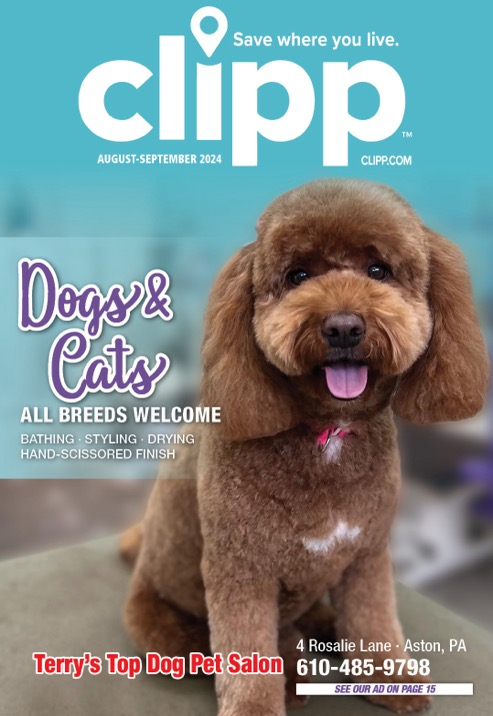 Save where you live.
clipp™
AUGUST-SEPTEMBER 2024
CLIPP.COM
Dogs &
Cats
ALL BREEDS WELCOME
BATHING · STYLING · DRYING
HAND-SCISSORED FINISH
Terry's Top Dog Pet Salon
4 Rosalie Lane · Aston, PA
610-485-9798
SEE OUR AD ON PAGE 15